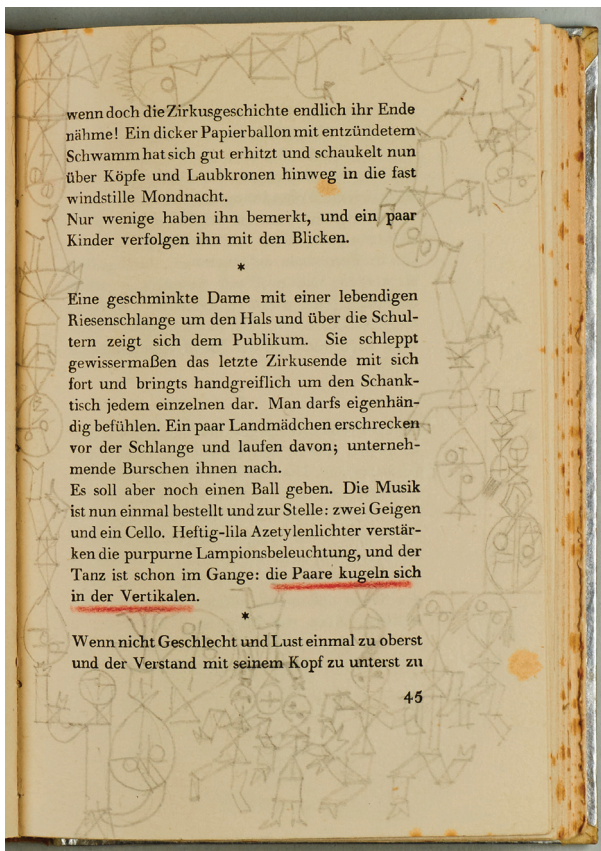 wenn doch die Zirkusgeschichte endlich ihr Ende
nähme! Ein dicker Papierballon mit entzündetem
Schwamm hat sich gut erhitzt und schaukelt nun
über Köpfe und Laubkronen hinweg in die fast
windstille Mondnacht.
Nur wenige haben ihn bemerkt, und ein paar
Kinder verfolgen ihn mit den Blicken.
*
Eine geschminkte Dame mit einer lebendigen
Riesenschlange um den Hals und über die Schul-
tern zeigt sich dem Publikum. Sie schleppt
gewissermaßen das letzte Zirkusende mit sich
fort und bringts handgreiflich um den Schank-
tisch jedem einzelnen dar. Man darfs eigenhän-
dig befühlen. Ein paar Landmädchen erschrecken
vor der Schlange und laufen davon; unterneh-
mende Burschen ihnen nach.
Es soll aber noch einen Ball geben. Die Musik
ist nun einmal bestellt und zur Stelle: zwei Geigen
und ein Cello. Heftig-lila Azetylenlichter verstär-
ken die purpurne Lampionsbeleuchtung, und der
Tanz ist schon im Gange: die Paare kugeln sich
in der Vertikalen.
*
Wenn nicht Geschlecht und Lust einmal zu oberst
und der Verstand mit seinem Kopf zu unterst zu
45